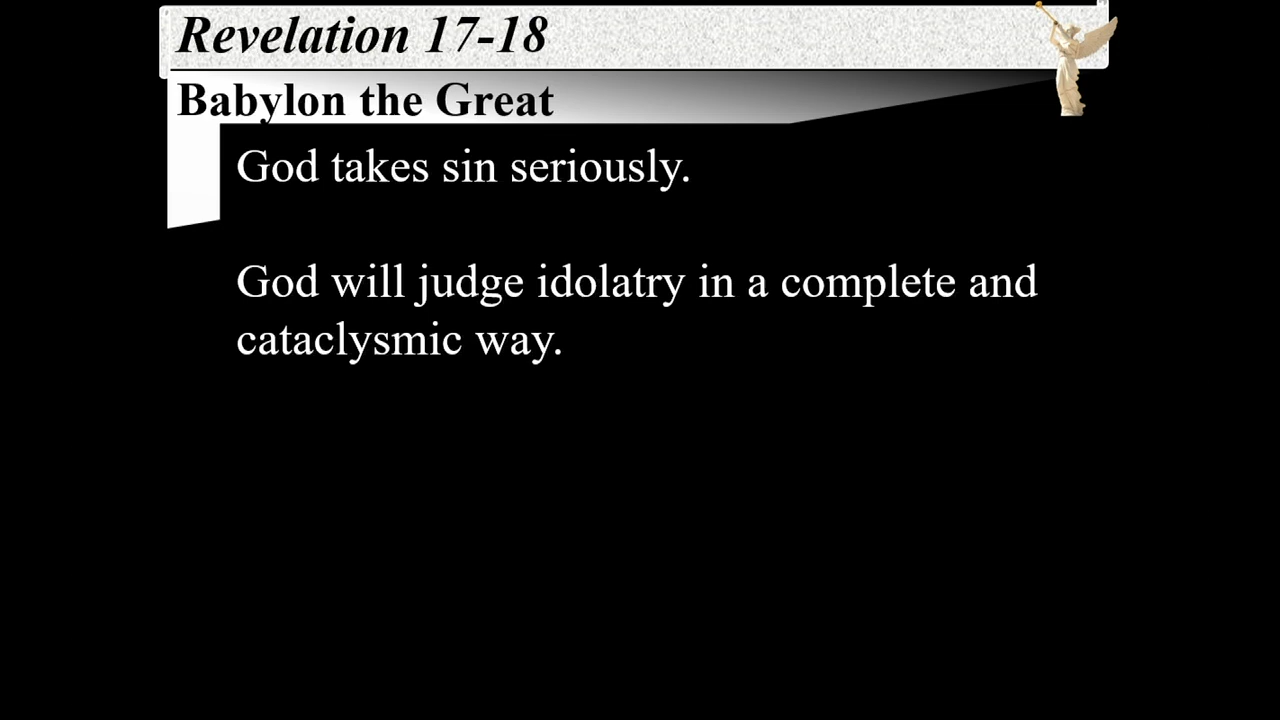 Revelation 17-18
Babylon the Great
God takes sin seriously.
God will judge idolatry in a complete and
cataclysmic way.